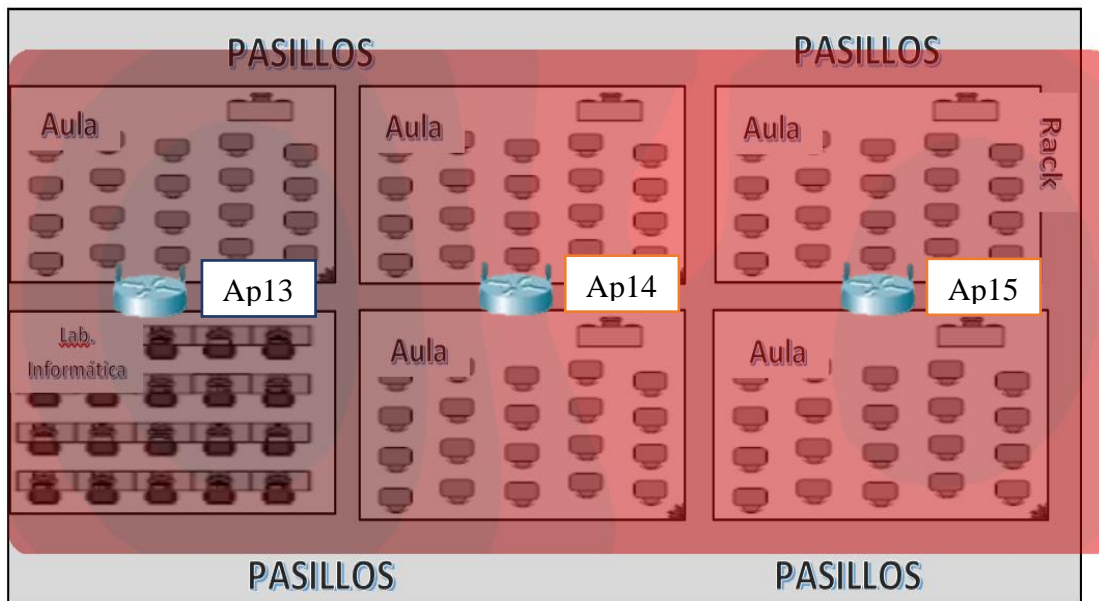 PASILLOS
PASILLOS
Aula
Aula
Aula
Rack
Ap13
Ap14
Ap15
Lab.
Informática
Aula
Aula
PASILLOS
PASILLOS